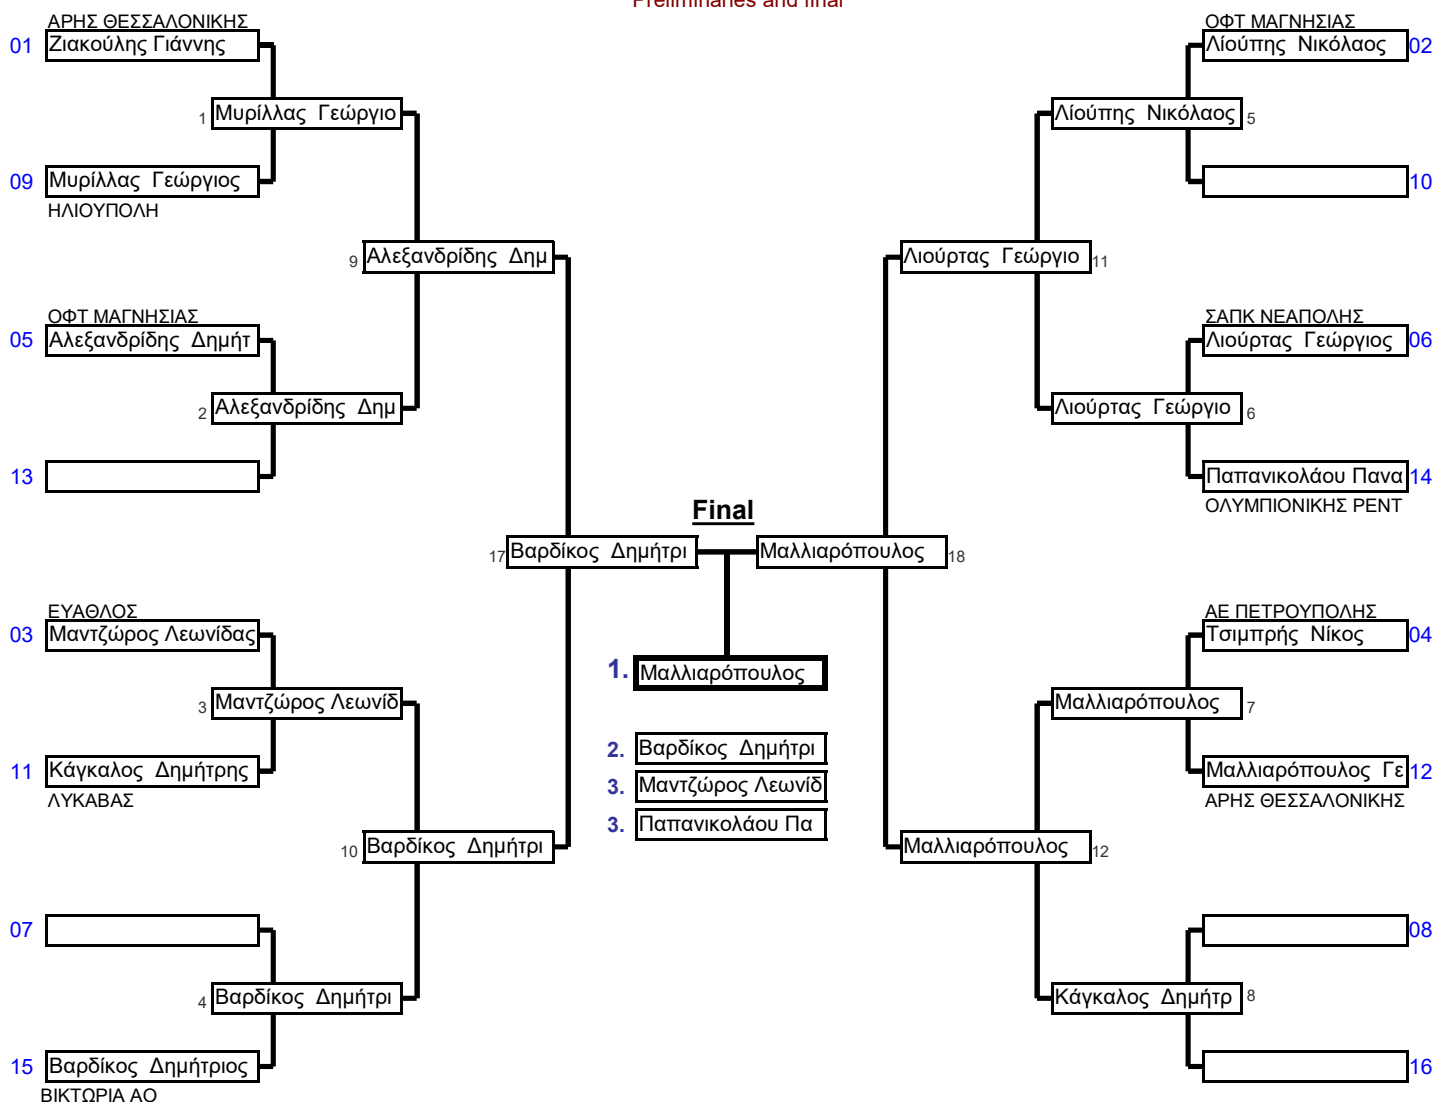 Preliminaries and final
ΑΡΗΣ ΘΕΣΣΑΛΟΝΙΚΗΣ
01 Ζιακούλης Γιάννης
1 Μυρίλλας Γεώργιο
09 Μυρίλλας Γεώργιος
ΗΛΙΟΥΠΟΛΗ
9 Αλεξανδρίδης Δημ
ΟΦΤ ΜΑΓΝΗΣΙΑΣ
05 Αλεξανδρίδης Δημήτ
2 Αλεξανδρίδης Δημ
13
17 Βαρδίκος Δημήτρι
ΕΥΑΘΛΟΣ
03 Μαντζώρος Λεωνίδας
3 Μαντζώρος Λεωνίδ
11 Κάγκαλος Δημήτρης
ΛΥΚΑΒΑΣ
10 Βαρδίκος Δημήτρι
07
4 Βαρδίκος Δημήτρι
15 Βαρδίκος Δημήτριος
ΒΙΚΤΩΡΙΑ ΑΟ
Final
1. Μαλλιαρόπουλος
2. Βαρδίκος Δημήτρι
3. Μαντζώρος Λεωνίδ
3. Παπανικολάου Πα
ΟΦΤ ΜΑΓΝΗΣΙΑΣ
Λίούπης Νικόλαος 02
Λίούπης Νικόλαος 5
10
Λιούρτας Γεώργιο 11
ΣΑΠΚ ΝΕΑΠΟΛΗΣ
Λιούρτας Γεώργιος 06
Λιούρτας Γεώργιο 6
Παπανικολάου Πανα 14
ΟΛΥΜΠΙΟΝΙΚΗΣ ΡΕΝΤ
Μαλλιαρόπουλος 18
ΑΕ ΠΕΤΡΟΥΠΟΛΗΣ
Τσιμπρής Νίκος 04
Μαλλιαρόπουλος 7
Μαλλιαρόπουλος Γε 12
ΑΡΗΣ ΘΕΣΣΑΛΟΝΙΚΗΣ
Μαλλιαρόπουλος 12
08
Κάγκαλος Δημήτρ 8
16